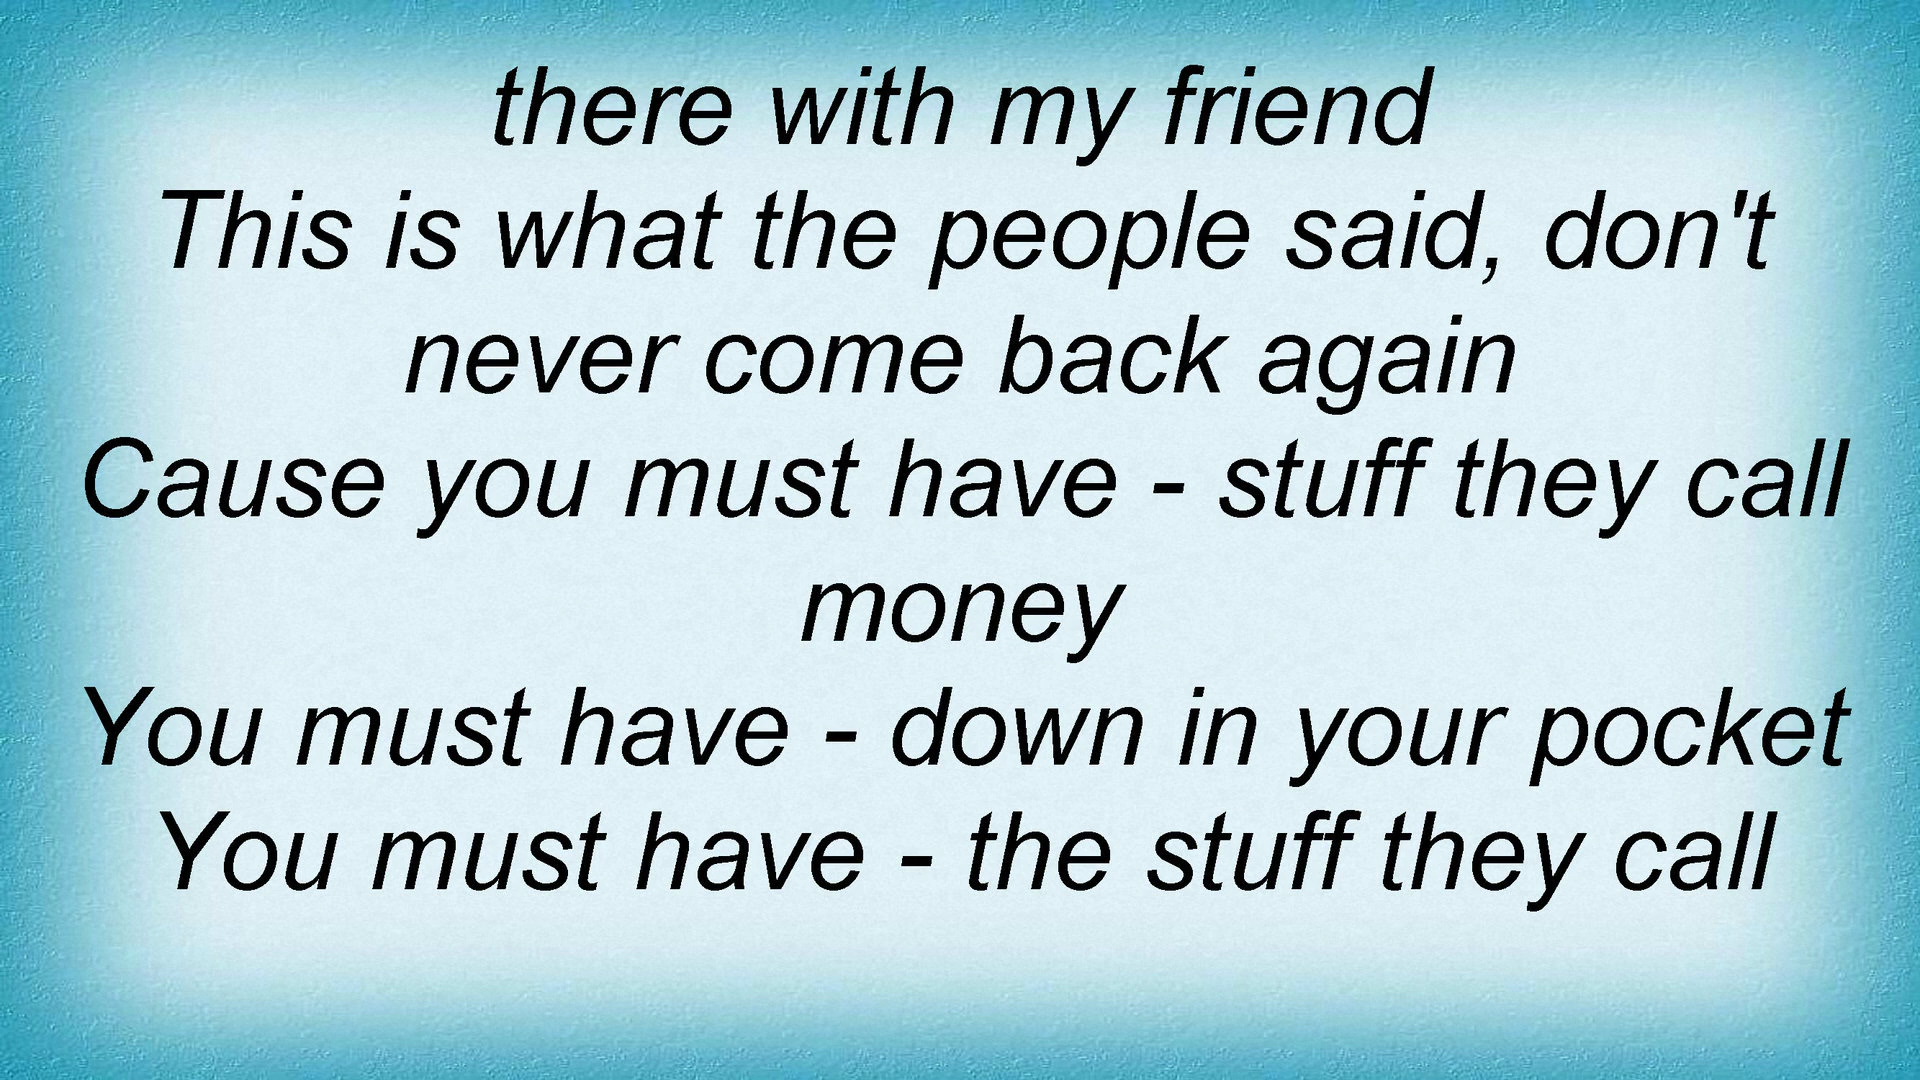 there with my friend
This is what the people said, don't
never come back again
Cause you must have - stuff they call
money
You must have - down in your pocket
You must have - the stuff they call